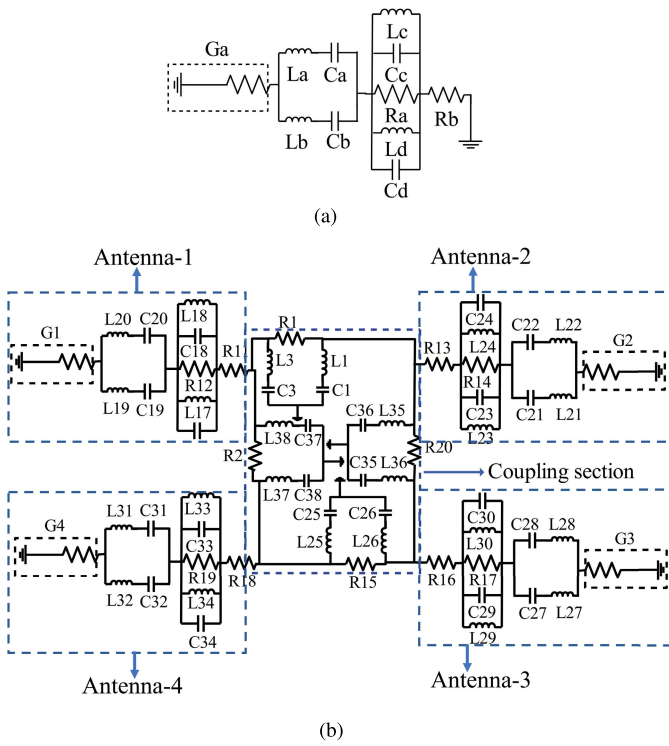 Lc
Ga
La Ca Cc
Ra Rb
Lb Cb Ld
Cd
(a)
Antenna-1 Antenna-2
L18 C24
G1 L20 C20 R1 C22 L22 G2
C18 R11 L3 L1 R13 L24
R12 R14
L19 C19 L17 C3 C1 C23 C21 L21
L23
C36 L35
L38 C37
R2 R20
C35 L36 Coupling section
L37 C38
L33 C30
G4 L31 C31 C25 C26 C28 L28 G3
C33 L30
R19 R18 L25 L26 R16 R17
L32 C32 L34 R15 C29 C27 L27
C34 L29
Antenna-4 Antenna-3
(b)